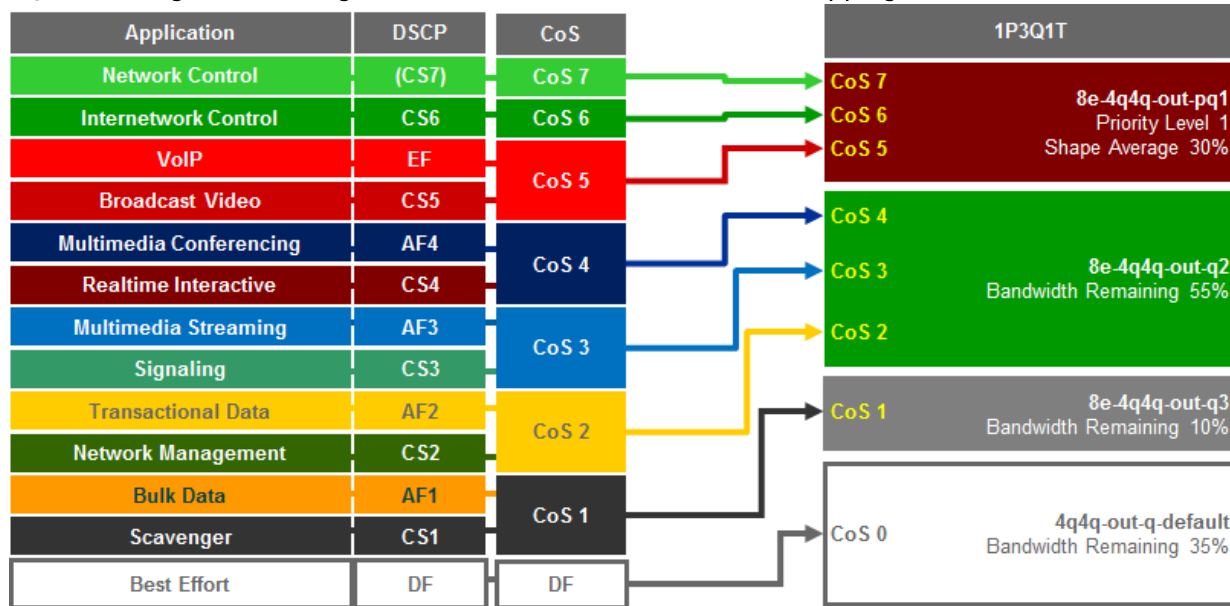 Application DSCP CoS 1P3Q1T
Network Control (CS7) CoS 7
Internetwork Control CS6 CoS 6
VoIP EF CoS 5
Broadcast Video CS5
Multimedia Conferencing AF4 CoS 4
Realtime Interactive CS4
Multimedia Streaming AF3 CoS 3
Signaling CS3
Transactional Data AF2 CoS 2
Network Management CS2
Bulk Data AF1 CoS 1
Scavenger CS1
Best Effort DF DF
CoS 7
CoS 6
CoS 5
8e-4q4q-out-pq1
Priority Level 1
Shape Average 30%
CoS 4
CoS 3
CoS 2
8e-4q4q-out-q2
Bandwidth Remaining 55%
CoS 1
8e-4q4q-out-q3
Bandwidth Remaining 10%
CoS 0
4q4q-out-q-default
Bandwidth Remaining 35%